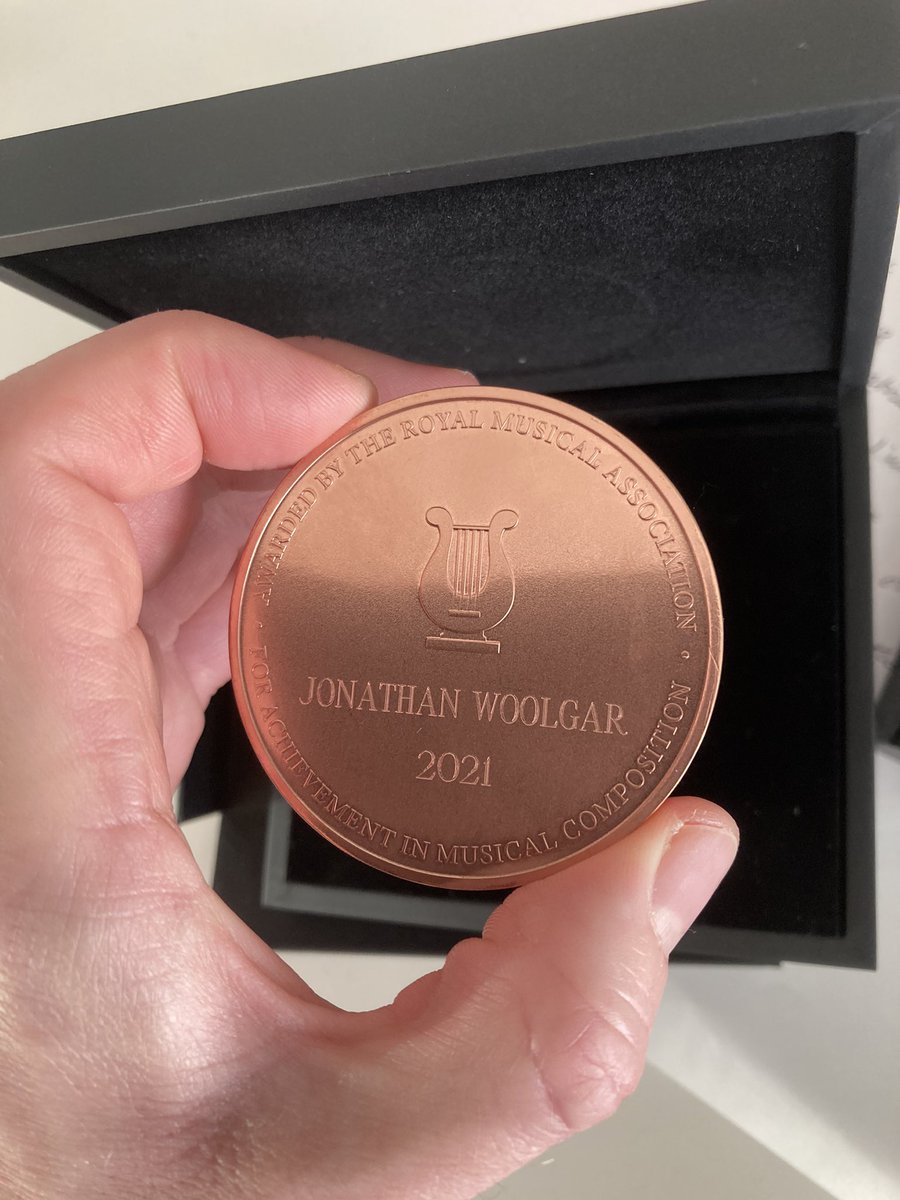 AWARDED BY THE ROYAL MUSICAL ASSOCIATION
JONATHAN WOOLGAR
2021
FOR ACHIEVEMENT IN MUSICAL COMPOSITION